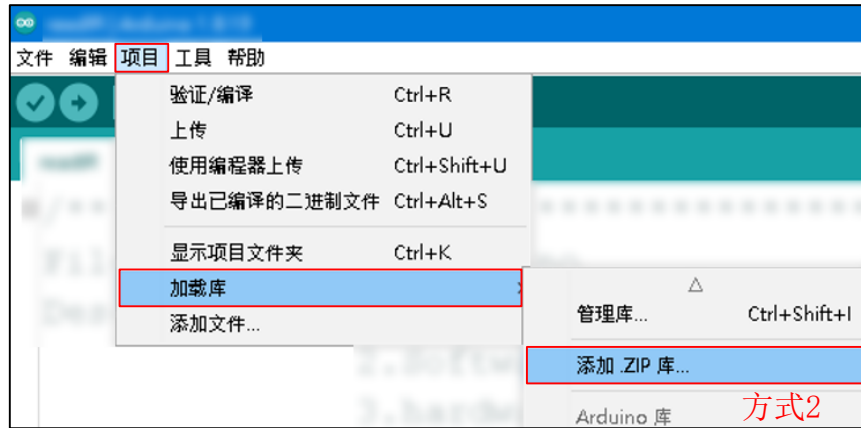 文件 编辑 项目 工具 帮助
验证/编译 Ctrl+R
上传 Ctrl+U
使用编程器上传 Ctrl+Shift+U
导出已编译的二进制文件 Ctrl+Alt+S
显示项目文件夹 Ctrl+K
加载库
添加文件...
管理库... Ctrl+Shift+I
添加 .ZIP 库...
Arduino 库
方式2